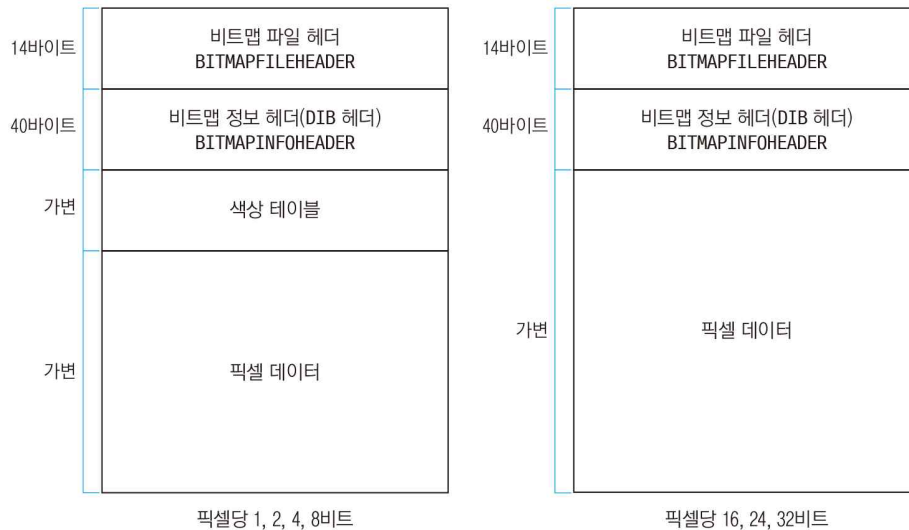 14바이트
비트맵 파일 헤더
BITMAPFILEHEADER
40바이트
비트맵 정보 헤더(DIB 헤더)
BITMAPINFOHEADER
가변
색상 테이블
가변
픽셀 데이터
픽셀당 1, 2, 4, 8비트
14바이트
비트맵 파일 헤더
BITMAPFILEHEADER
40바이트
비트맵 정보 헤더(DIB 헤더)
BITMAPINFOHEADER
가변
픽셀 데이터
픽셀당 16, 24, 32비트